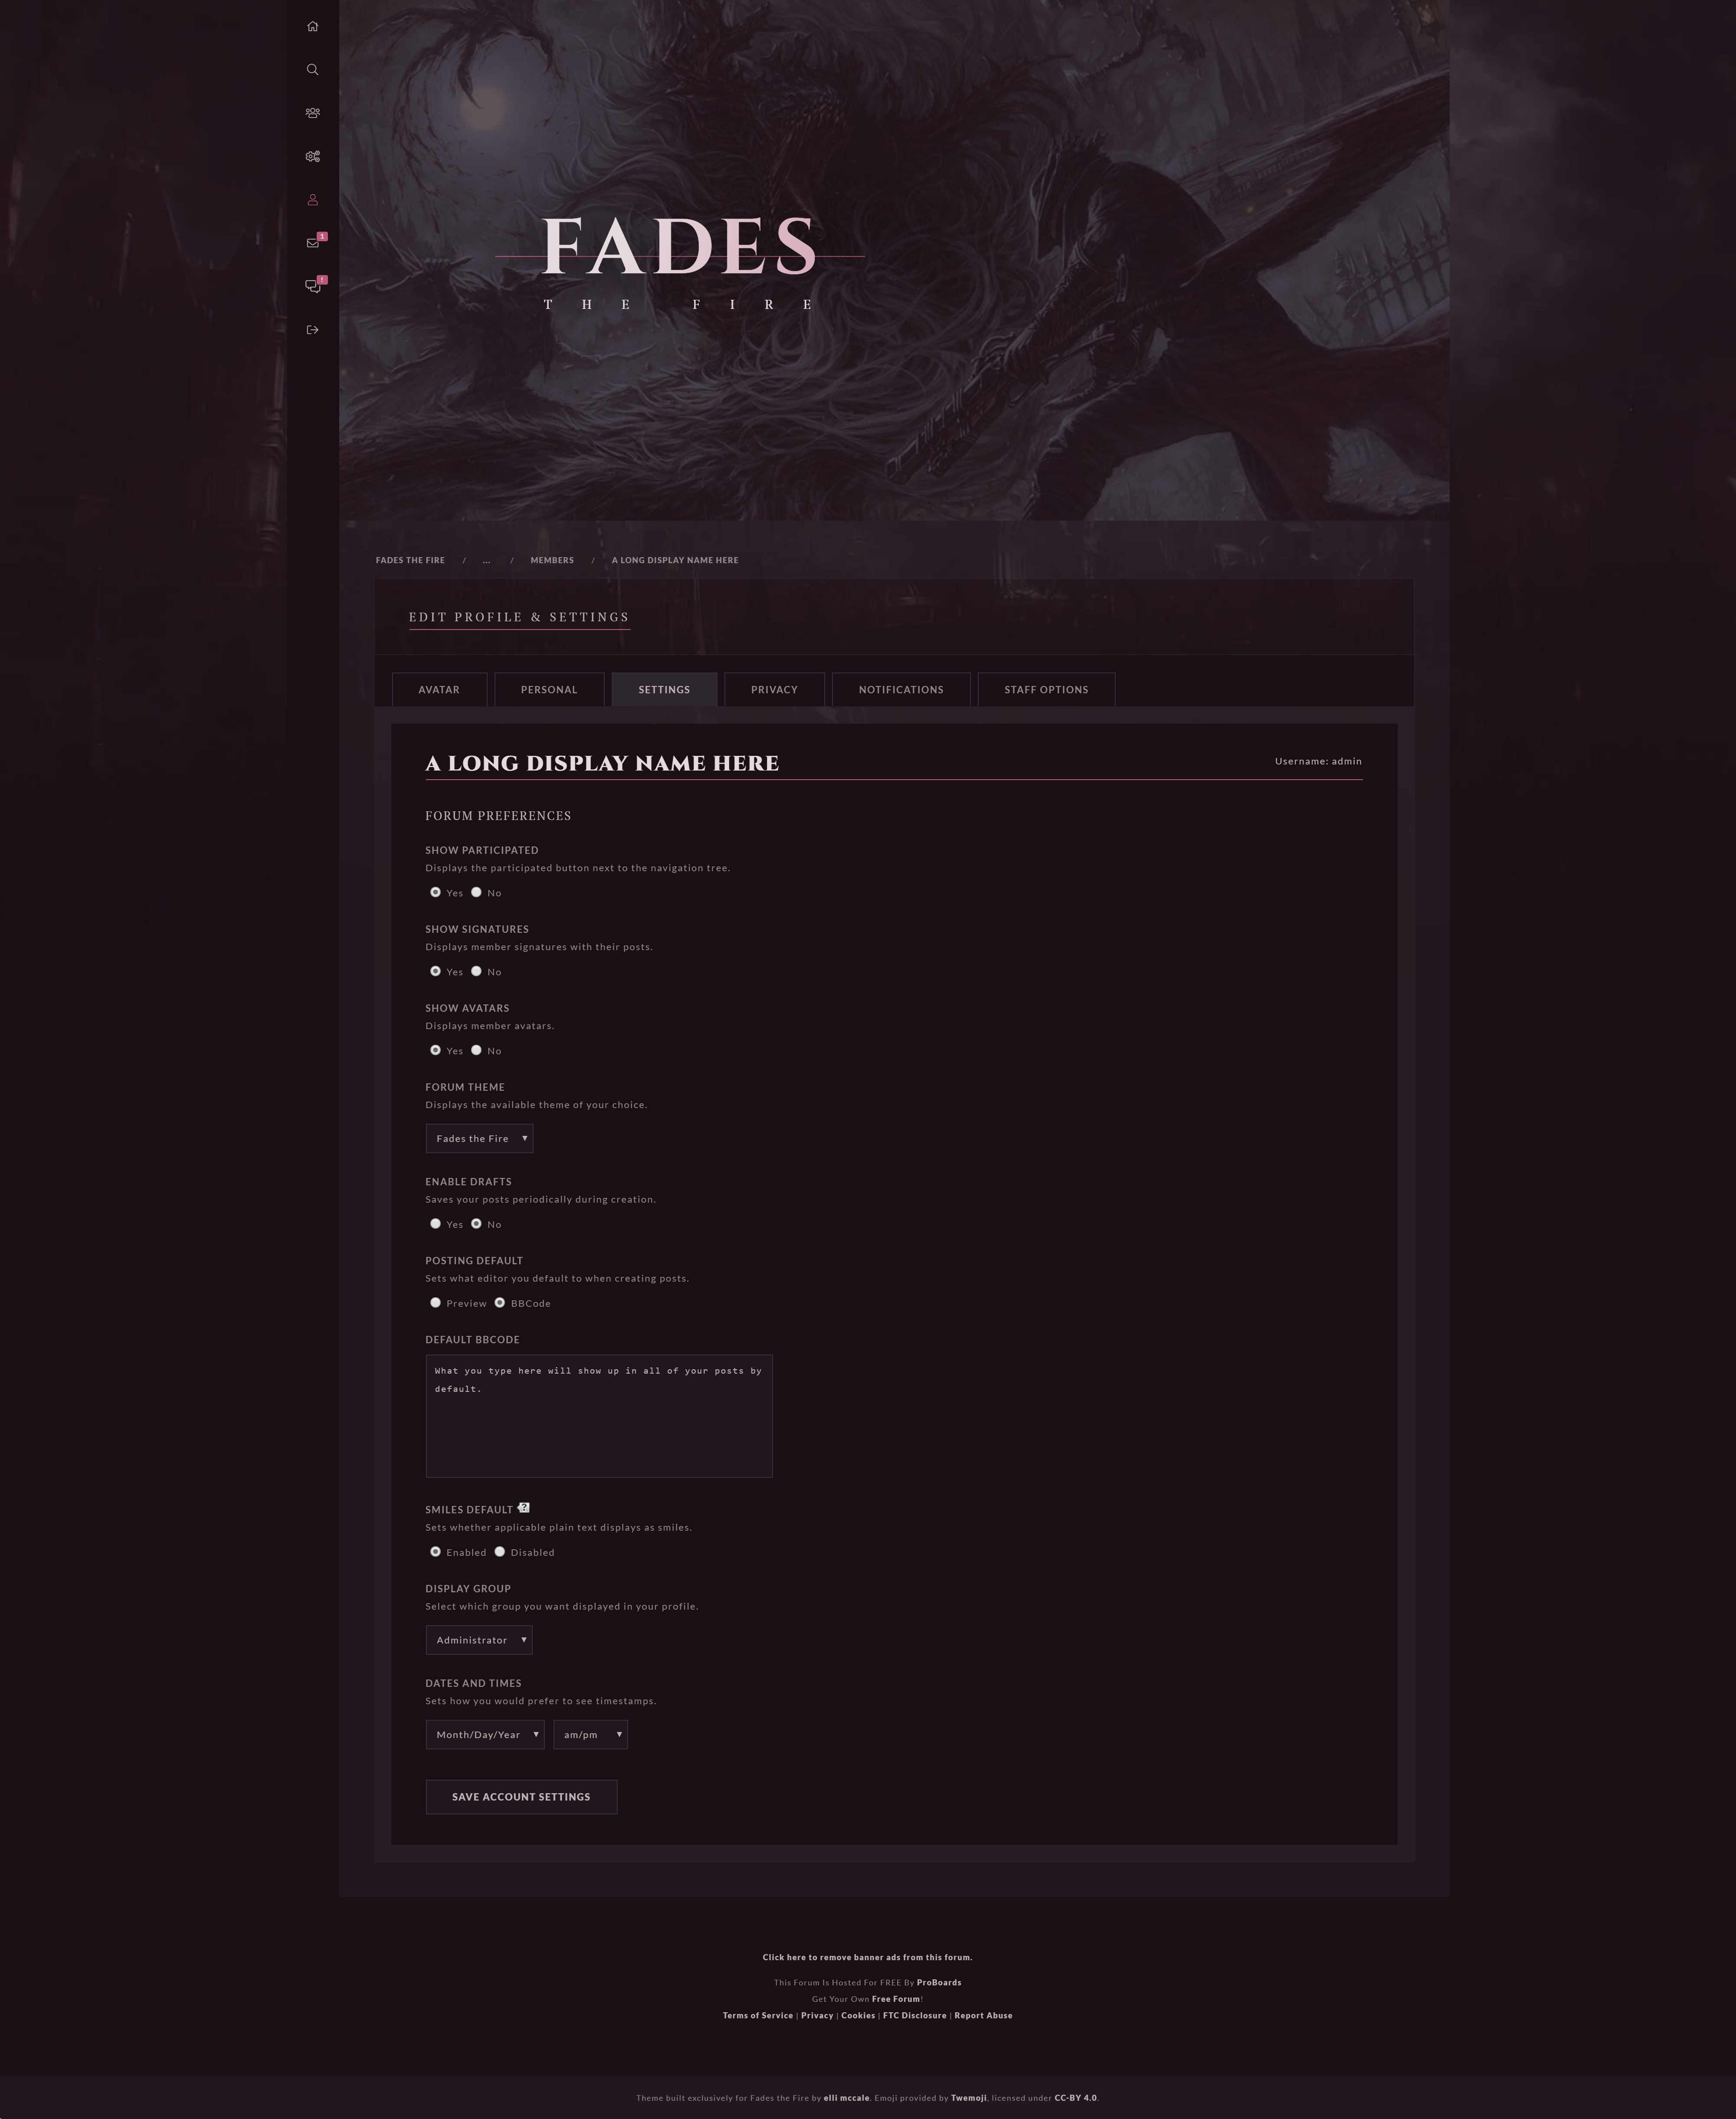 1
!
FADES
THE FIRE
FADES THE FIRE / ... / MEMBERS / A LONG DISPLAY NAME HERE
EDIT PROFILE & SETTINGS
AVATAR PERSONAL SETTINGS PRIVACY NOTIFICATIONS STAFF OPTIONS
A LONG DISPLAY NAME HERE Username: admin
FORUM PREFERENCES
SHOW PARTICIPATED
Displays the participated button next to the navigation tree.
Yes No
SHOW SIGNATURES
Displays member signatures with their posts.
Yes No
SHOW AVATARS
Displays member avatars.
Yes No
FORUM THEME
Displays the available theme of your choice.
Fades the Fire
ENABLE DRAFTS
Saves your posts periodically during creation.
Yes No
POSTING DEFAULT
Sets what editor you default to when creating posts.
Preview BBCode
DEFAULT BBCODE
What you type here will show up in all of your posts by
default.
SMILES DEFAULT ?
Sets whether applicable plain text displays as smiles.
Enabled Disabled
DISPLAY GROUP
Select which group you want displayed in your profile.
Administrator
DATES AND TIMES
Sets how you would prefer to see timestamps.
Month/Day/Year am/pm
SAVE ACCOUNT SETTINGS
Click here to remove banner ads from this forum.
This Forum Is Hosted For FREE By ProBoards
Get Your Own Free Forum!
Terms of Service | Privacy | Cookies | FTC Disclosure | Report Abuse
Theme built exclusively for Fades the Fire by elli mccale. Emoji provided by Twemoji, licensed under CC-BY 4.0.